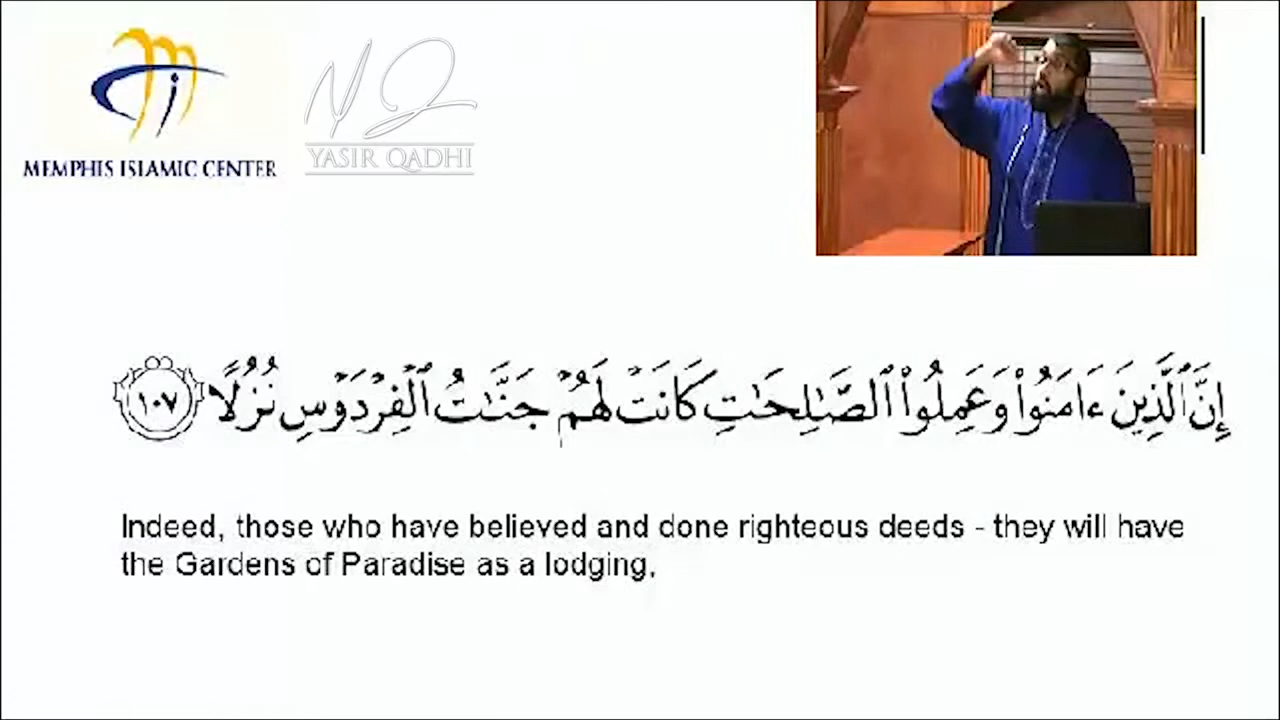 MEMPHIS ISLAMIC CENTER
YASIR QADHI
إِنَّ ٱلَّذِينَ ءَامَنُوا۟ وَعَمِلُوا۟ ٱلصَّـٰلِحَـٰتِ كَانَتْ لَهُمْ جَنَّـٰتُ ٱلْفِرْدَوْسِ نُزُلًا ١٠٧
Indeed, those who have believed and done righteous deeds - they will have
the Gardens of Paradise as a lodging,